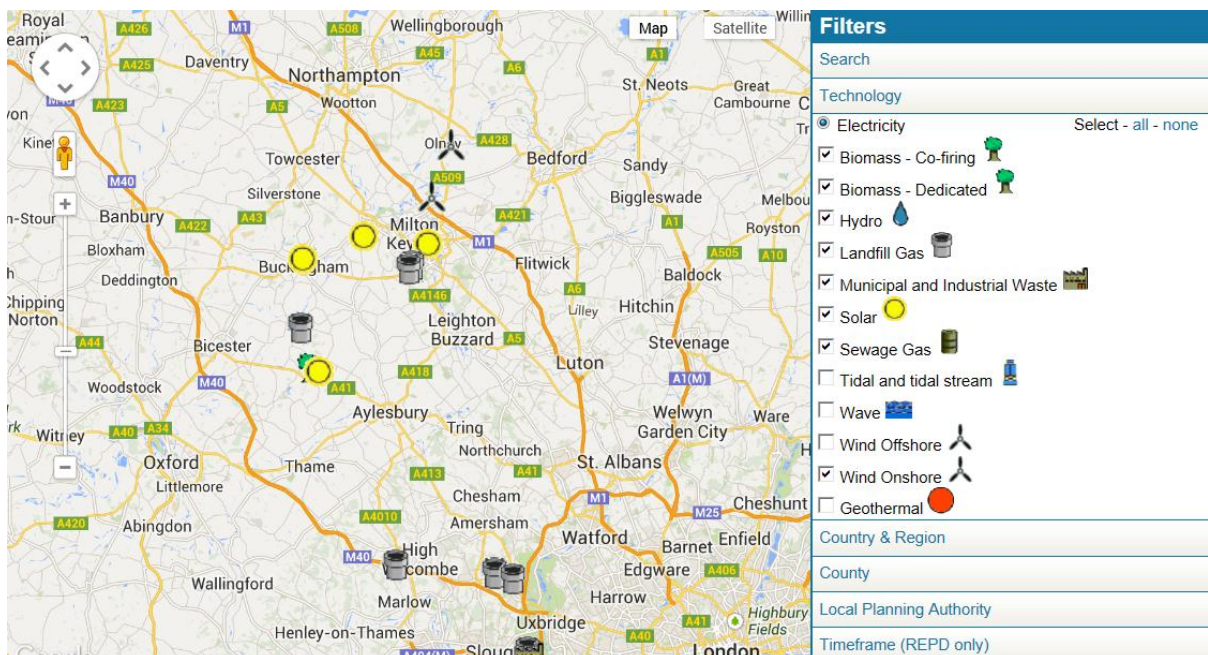 Royal
A426
M1
A508
Wellingborough
Map
Satellite
A425
Daventry
A45
A6
A1
Northampton
St. Neots
Great
Cambourne
A423
A5
Wootton
A428
Bedford
Sandy
Towcester
A509
M40
Silverstone
Biggleswade
Banbury
A422
A43
A421
A1
Milton
Royston
Bloxham
M1
A505
A10
Deddington
Buckingham
Flitwick
Baldock
Chipping
Norton
A4146
A6
Hitchin
Lilley
A44
Leighton
Buzzard
A5
Stevenage
Bicester
Luton
M40
A41
A418
A1(M)
Woodstock
Aylesbury
Welwyn
Garden City
Ware
Witney
A40
A34
Tring
Oxford
Northchurch
Thame
A413
A41
St. Albans
Littlemore
Chesham
M1
Cheshunt
A420
Abingdon
A4010
Amersham
M25
Watford
Barnet
Enfield
M40
High
Wallingford
Edgware
A406
Marlow
Harrow
Uxbridge
Highbury
Fields
Henley-on-Thames
A40
A41
London
Filters
Search
Technology
Electricity
Select - all - none
Biomass - Co-firing
Biomass - Dedicated
Hydro
Landfill Gas
Municipal and Industrial Waste
Solar
Sewage Gas
Tidal and tidal stream
Wave
Wind Offshore
Wind Onshore
Geothermal
Country & Region
County
Local Planning Authority
Timeframe (REPD only)